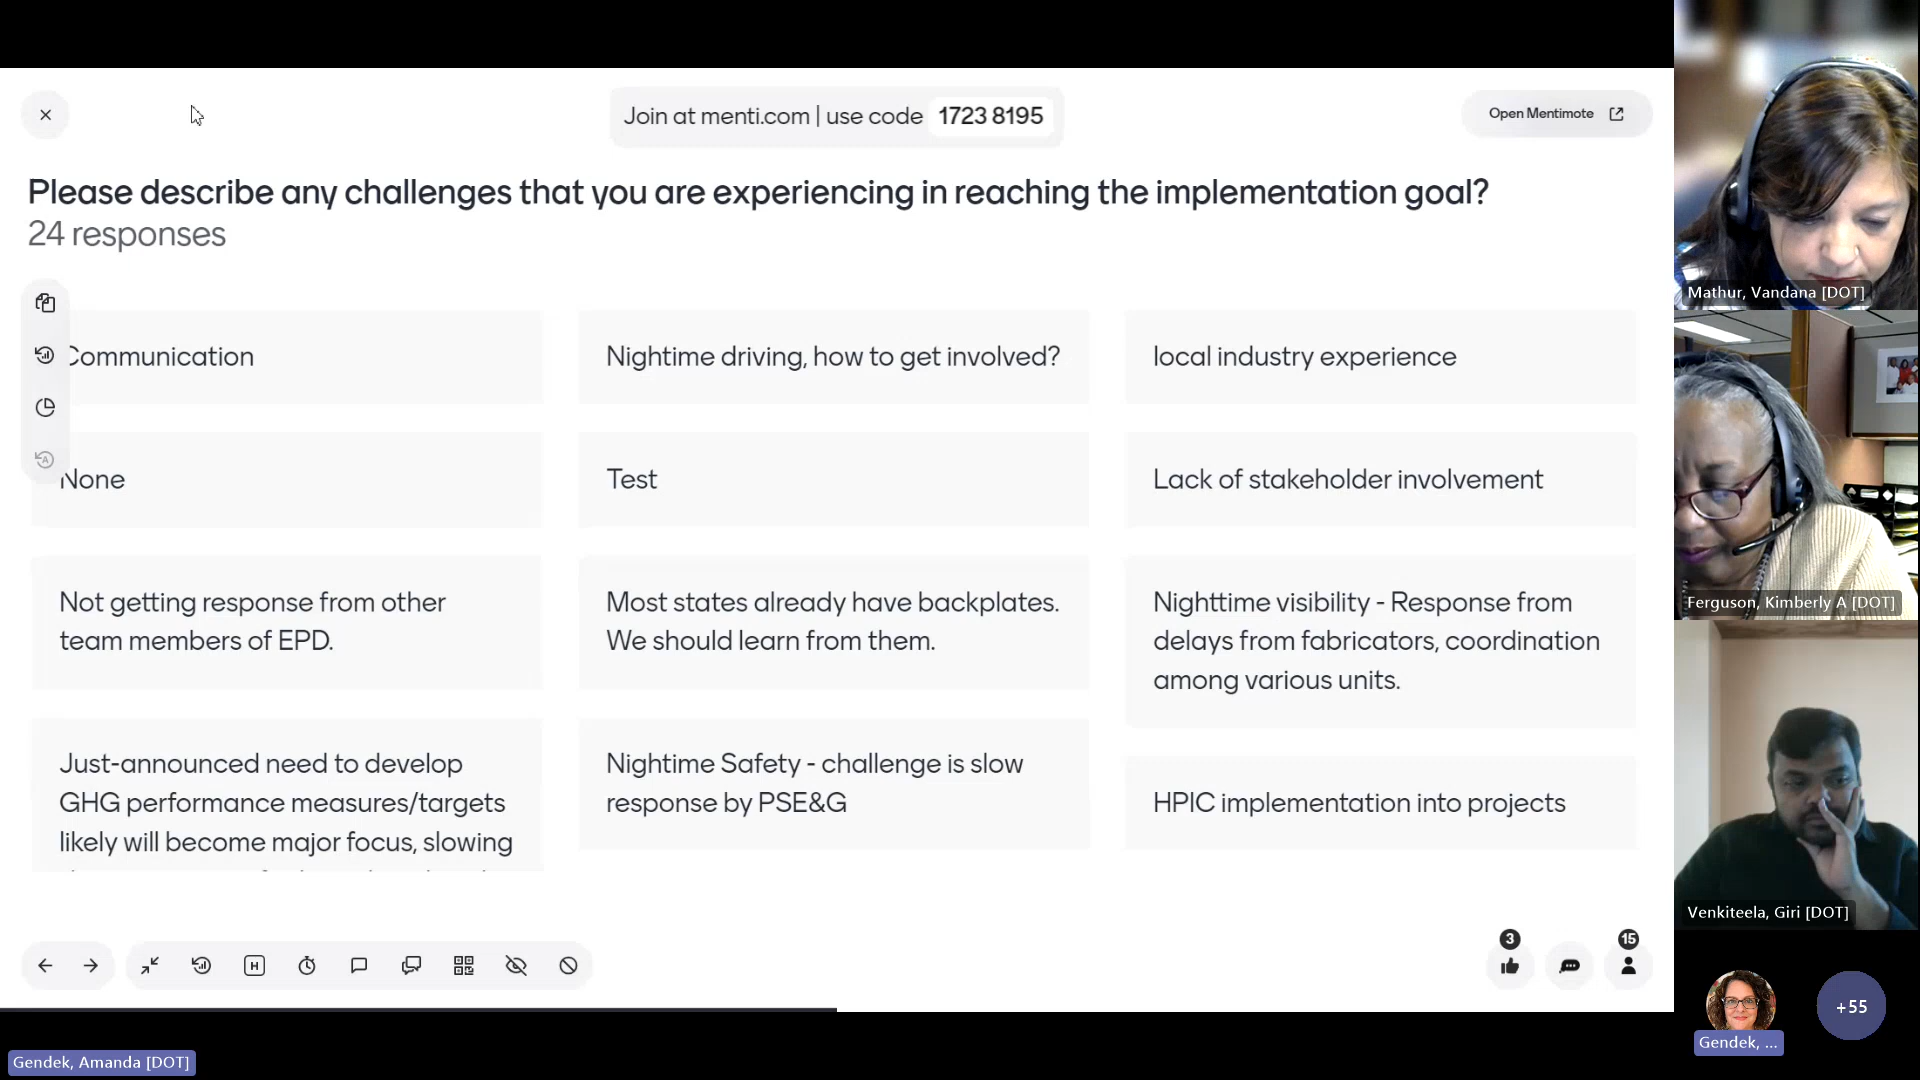 Join at menti.com | use code 1723 8195
Open Mentimote
Please describe any challenges that you are experiencing in reaching the implementation goal?
24 responses
Communication
Nightime driving, how to get involved?
local industry experience
None
Test
Lack of stakeholder involvement
Not getting response from other
team members of EPD.
Most states already have backplates.
We should learn from them.
Nighttime visibility - Response from
delays from fabricators, coordination
among various units.
Just-announced need to develop
GHG performance measures/targets
likely will become major focus, slowing
Nightime Safety - challenge is slow
response by PSE&G
HPIC implementation into projects
H
3
15
Mathur, Vandana [DOT]
Ferguson, Kimberly A [DOT]
Venkiteela, Giri [DOT]
Gendek, ...
+55
Gendek, Amanda [DOT]